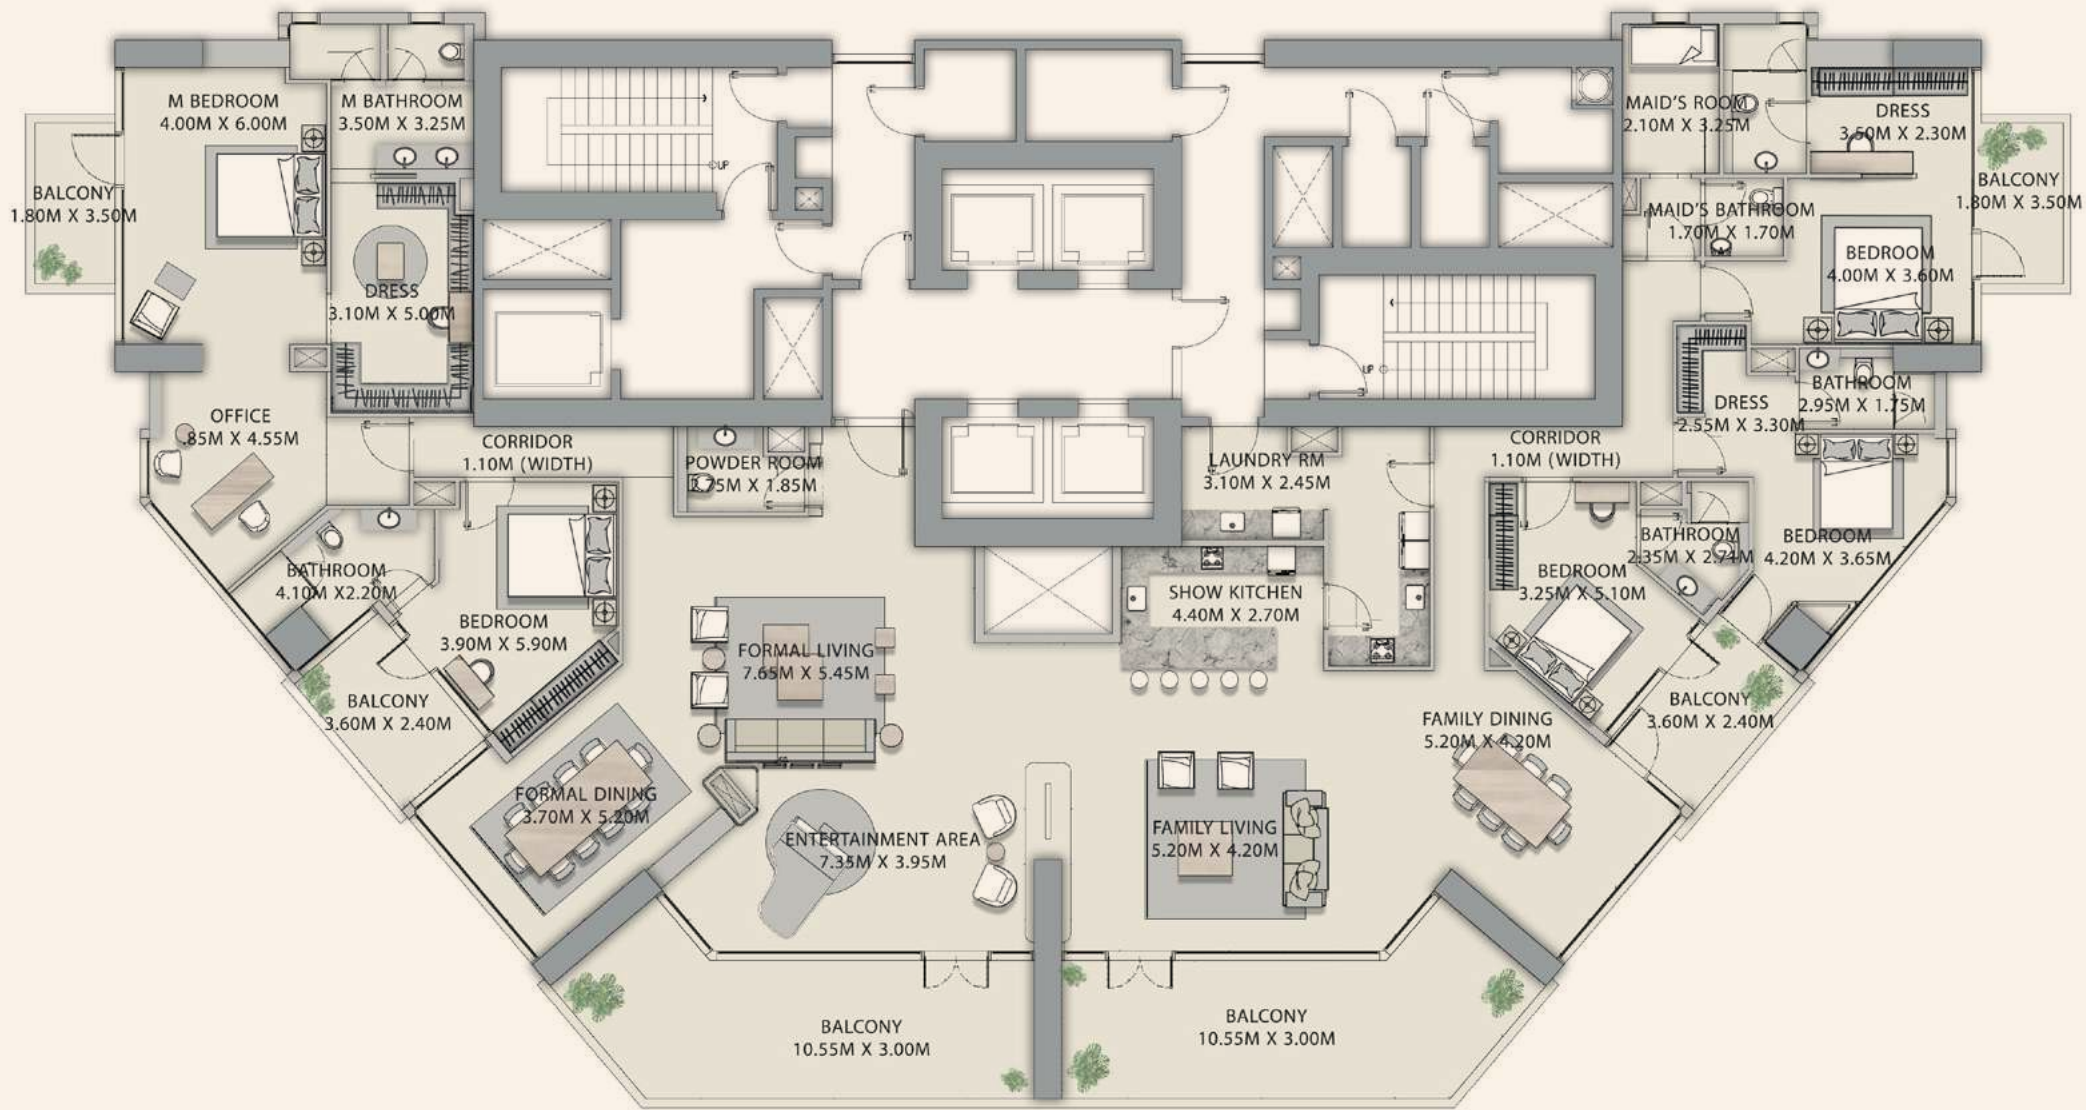 M BEDROOM
4.00M X 6.00M
M BATHROOM
3.50M X 3.25M
BALCONY
1.80M X 3.50M
DRESS
3.10M X 5.00M
OFFICE
.85M X 4.55M
CORRIDOR
1.10M (WIDTH)
BATHROOM
4.10M X2.20M
BEDROOM
3.90M X 5.90M
BALCONY
3.60M X 2.40M
UP
POWDER ROOM
2.75M X 1.85M
FORMAL LIVING
7.65M X 5.45M
FORMAL DINING
3.70M X 5.20M
ENTERTAINMENT AREA
7.35M X 3.95M
BALCONY
10.55M X 3.00M
UP
LAUNDRY RM
3.10M X 2.45M
SHOW KITCHEN
4.40M X 2.70M
FAMILY LIVING
5.20M X 4.20M
FAMILY DINING
5.20M X 4.20M
BALCONY
10.55M X 3.00M
MAID'S ROOM
2.10M X 3.25M
DRESS
3.50M X 2.30M
BALCONY
1.80M X 3.50M
MAID'S BATHROOM
1.70M X 1.70M
BEDROOM
4.00M X 3.60M
BATHROOM
2.95M X 1.75M
DRESS
2.55M X 3.30M
CORRIDOR
1.10M (WIDTH)
BATHROOM
2.35M X 2.71M
BEDROOM
4.20M X 3.65M
BEDROOM
3.25M X 5.10M
BALCONY
3.60M X 2.40M